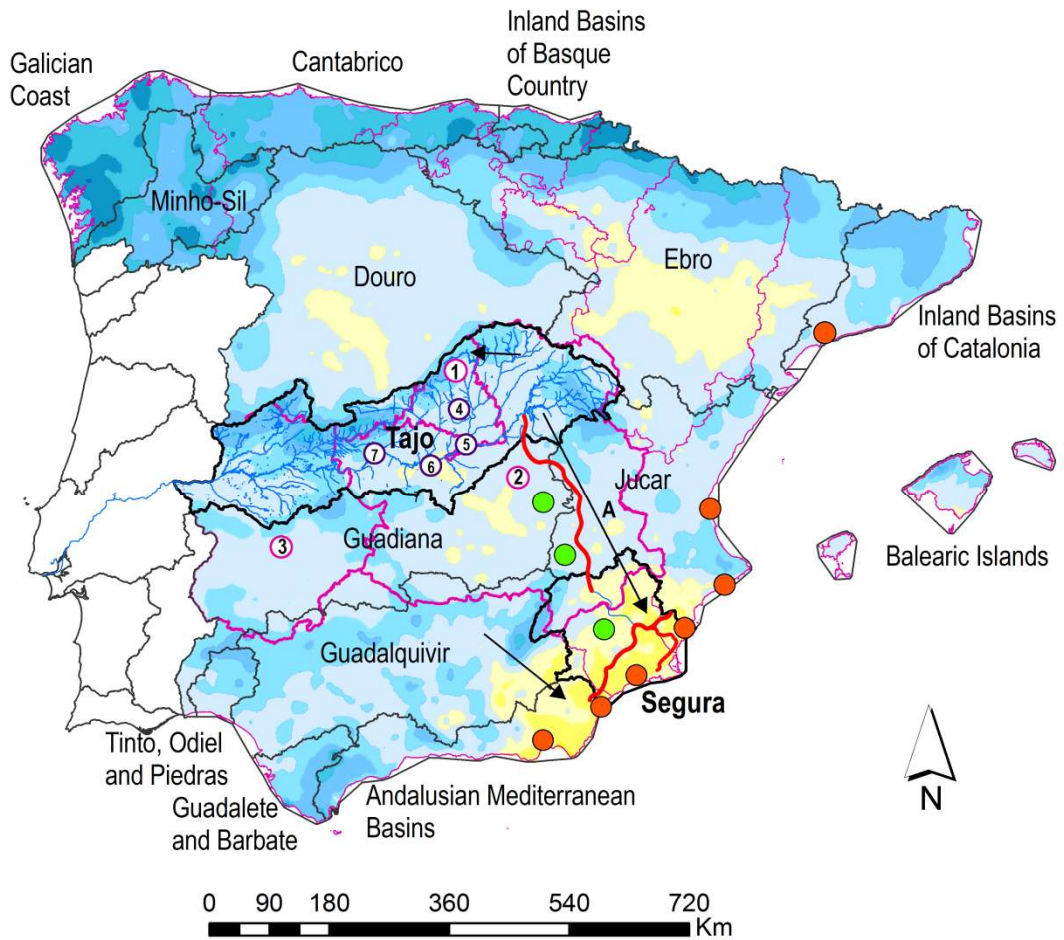 Inland Basins
of Basque
Country
Cantabrico
Galician
Coast
Minho-Sil
Douro
Ebro
Inland Basins
of Catalonia
1
4
Tajo
5
7
6
2
Jucar
A
3
Guadiana
Balearic Islands
Guadalquivir
Segura
Tinto, Odiel
and Piedras
Guadalete
and Barbate
Andalusian Mediterranean
Basins
N
0 90 180 360 540 720
Km